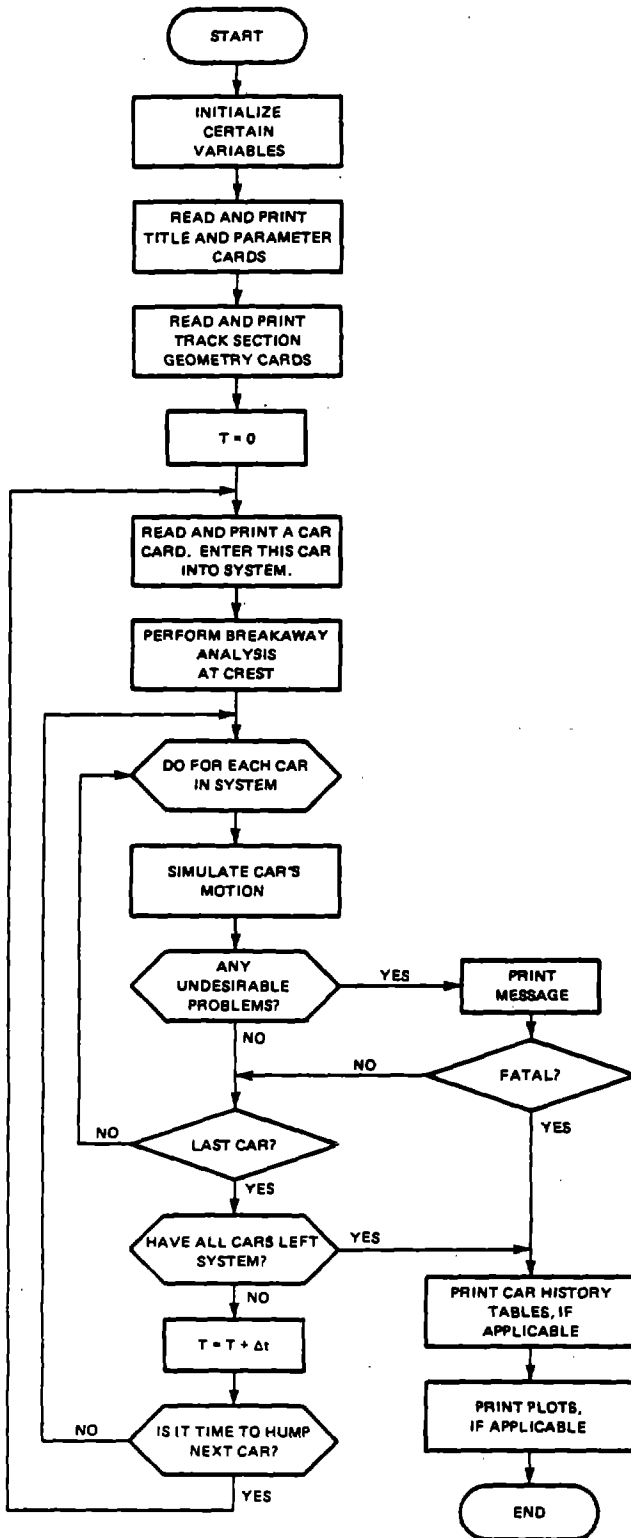 START
INITIALIZE
CERTAIN
VARIABLES
READ AND PRINT
TITLE AND PARAMETER
CARDS
READ AND PRINT
TRACK SECTION
GEOMETRY CARDS
T = 0
READ AND PRINT A CAR
CARD. ENTER THIS CAR
INTO SYSTEM.
PERFORM BREAKAWAY
ANALYSIS
AT CREST
DO FOR EACH CAR
IN SYSTEM
SIMULATE CAR'S
MOTION
ANY
UNDESIRABLE
PROBLEMS?
YES
PRINT
MESSAGE
NO
NO
FATAL?
NO
LAST CAR?
YES
YES
HAVE ALL CARS LEFT
SYSTEM?
YES
NO
PRINT CAR HISTORY
TABLES, IF
APPLICABLE
T = T + Δt
PRINT PLOTS,
IF APPLICABLE
NO
IS IT TIME TO HUMP
NEXT CAR?
YES
END